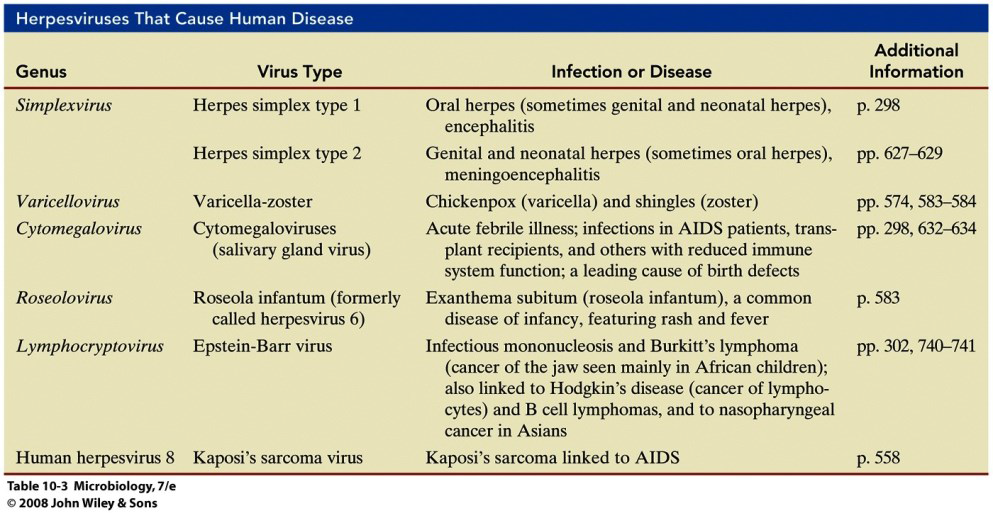 Herpesviruses That Cause Human Disease
Genus Virus Type Infection or Disease Additional Information
Simplexvirus Herpes simplex type 1 Oral herpes (sometimes genital and neonatal herpes), p. 298
encephalitis
Herpes simplex type 2 Genital and neonatal herpes (sometimes oral herpes), pp. 627–629
meningoencephalitis
Varicellovirus Varicella-zoster Chickenpox (varicella) and shingles (zoster) pp. 574, 583–584
Cytomegalovirus Cytomegaloviruses Acute febrile illness; infections in AIDS patients, trans- pp. 298, 632–634
(salivary gland virus) plant recipients, and others with reduced immune
system function; a leading cause of birth defects
Roseolovirus Roseola infantum (formerly Exanthema subitum (roseola infantum), a common p. 583
called herpesvirus 6) disease of infancy, featuring rash and fever
Lymphocryptovirus Epstein-Barr virus Infectious mononucleosis and Burkitt's lymphoma pp. 302, 740–741
(cancer of the jaw seen mainly in African children);
also linked to Hodgkin's disease (cancer of lympho-
cytes) and B cell lymphomas, and to nasopharyngeal
cancer in Asians
Human herpesvirus 8 Kaposi's sarcoma virus Kaposi's sarcoma linked to AIDS p. 558
Table 10-3 Microbiology, 7/e
© 2008 John Wiley & Sons